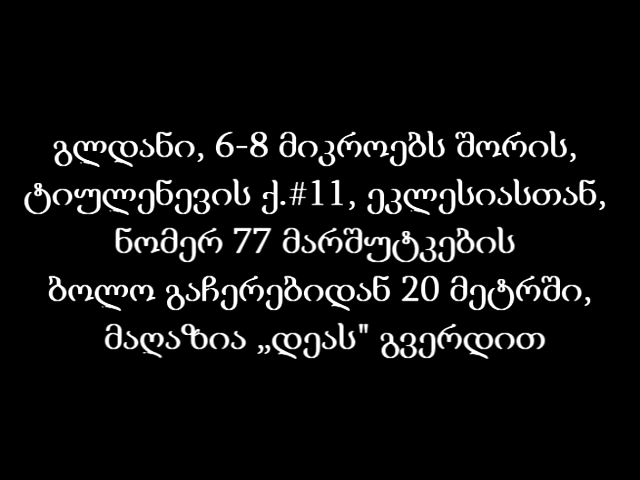 გლდანი, 6-8 მიკროებს შორის,
ტიულენევის ქ.#11, ეკლესიასთან,
ნომერ 77 მარშუტკების
ბოლო გაჩერებიდან 20 მეტრში,
მაღაზია „დეას" გვერდით